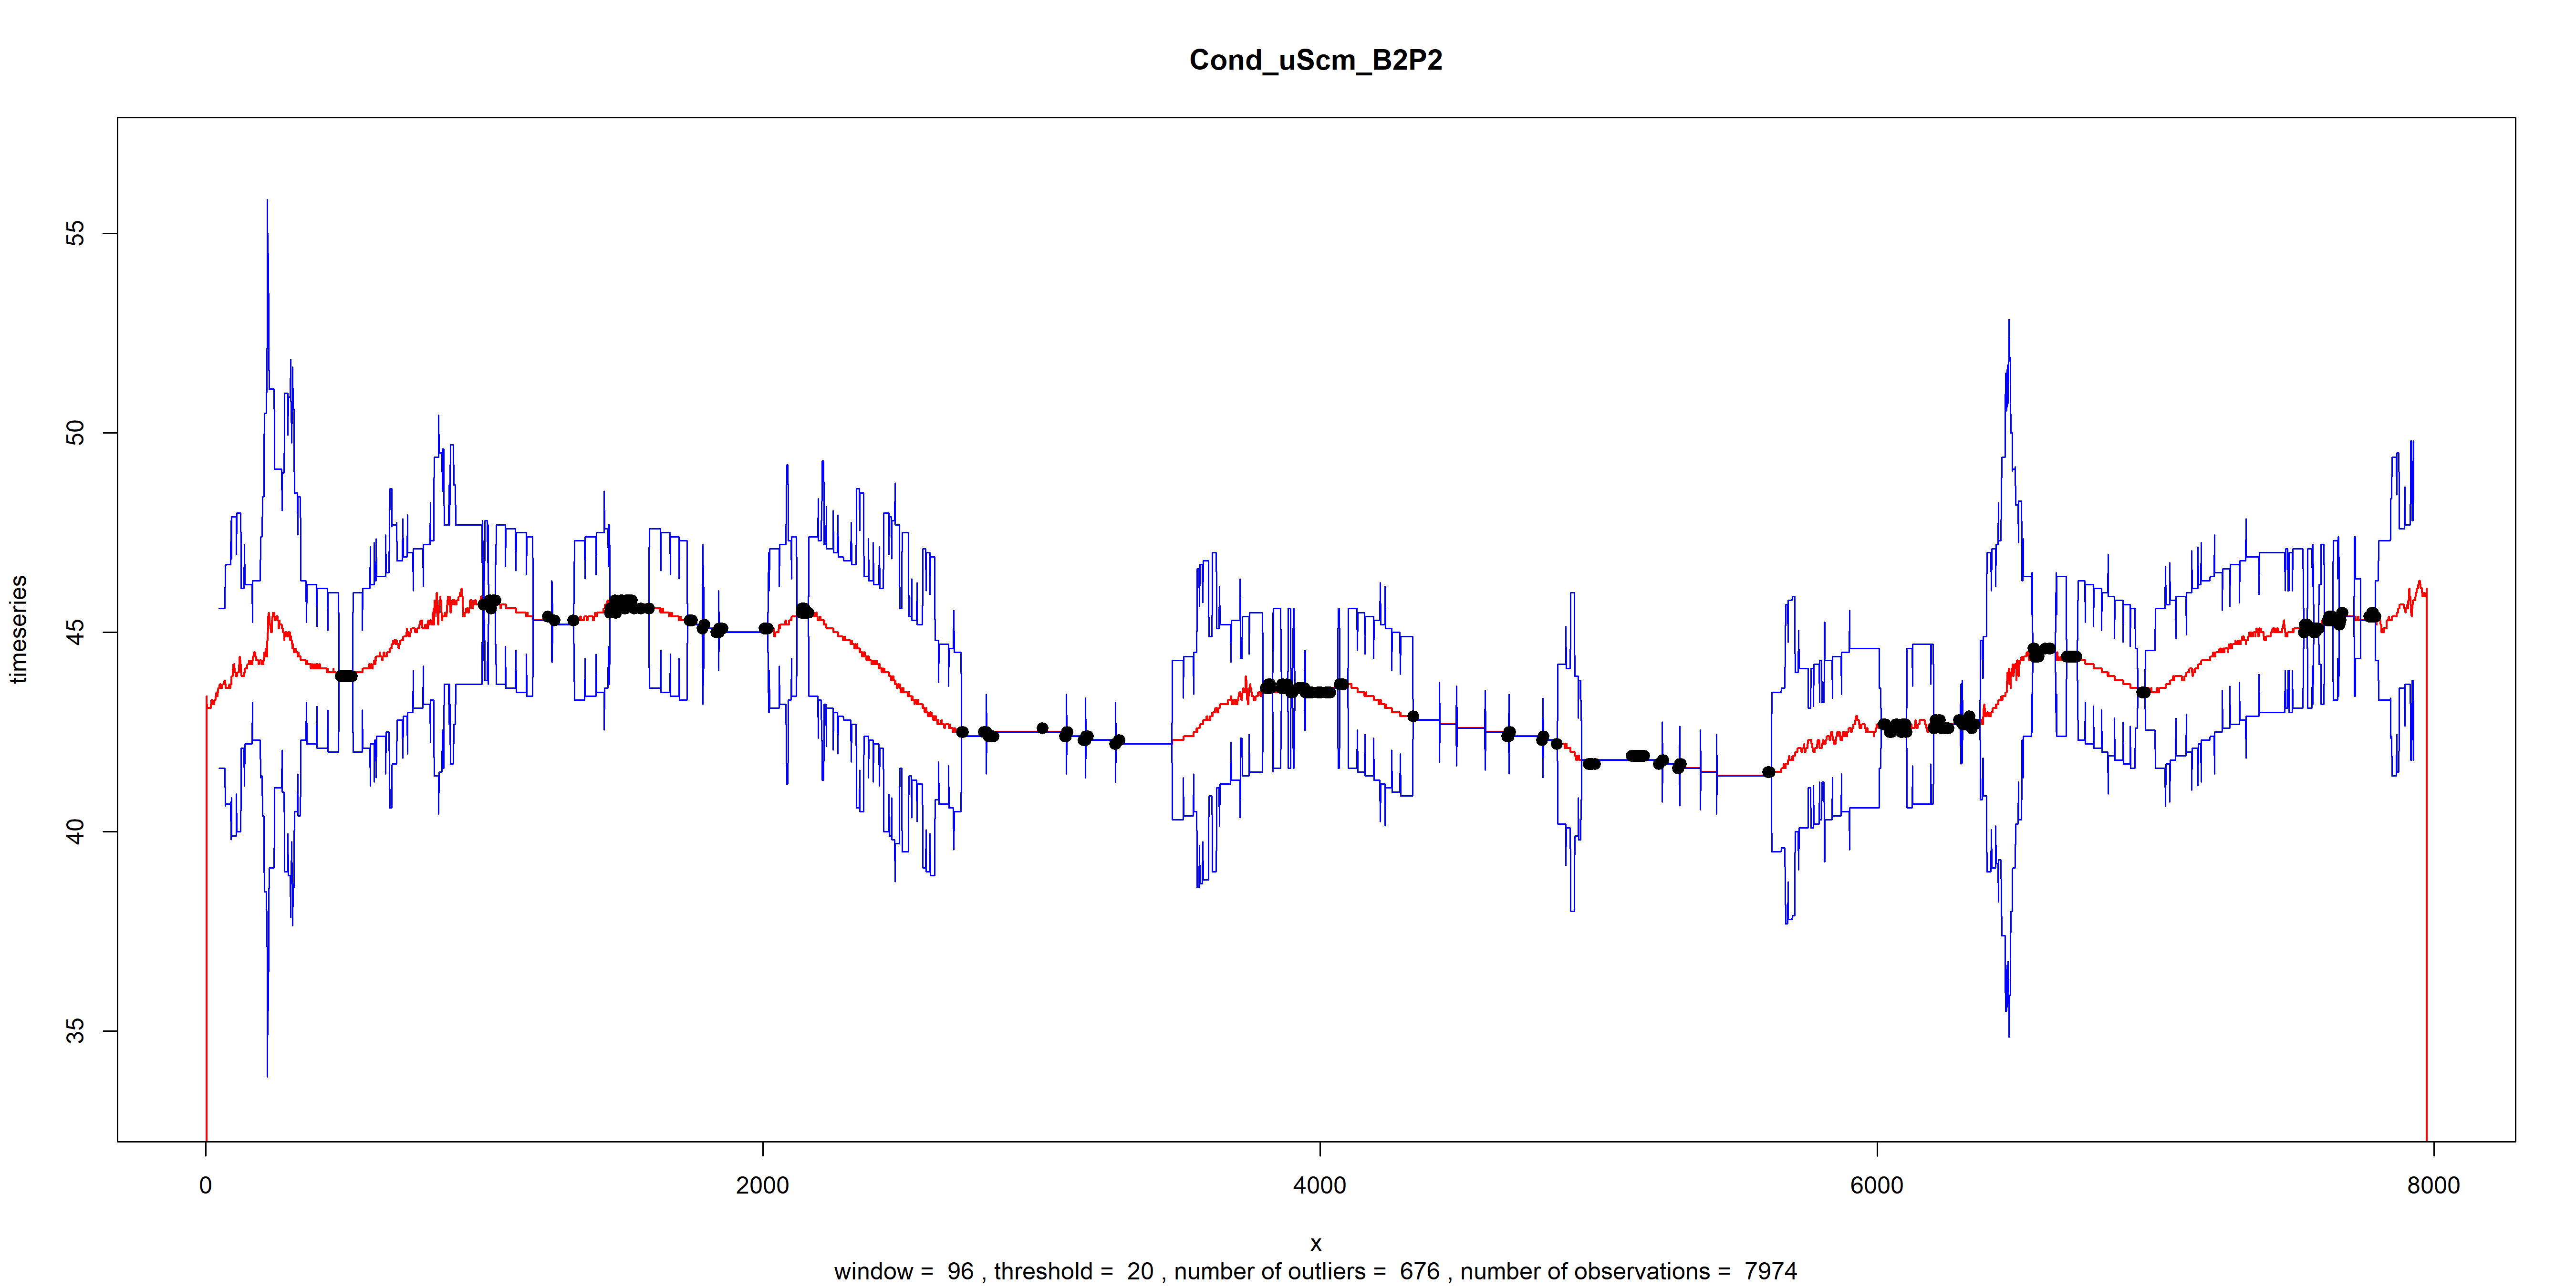 Cond_uScm_B2P2
55
50
45
40
35
timeseries
0 2000 4000 6000 8000
x
window =  96 , threshold =  20 , number of outliers =  676 , number of observations =  7974